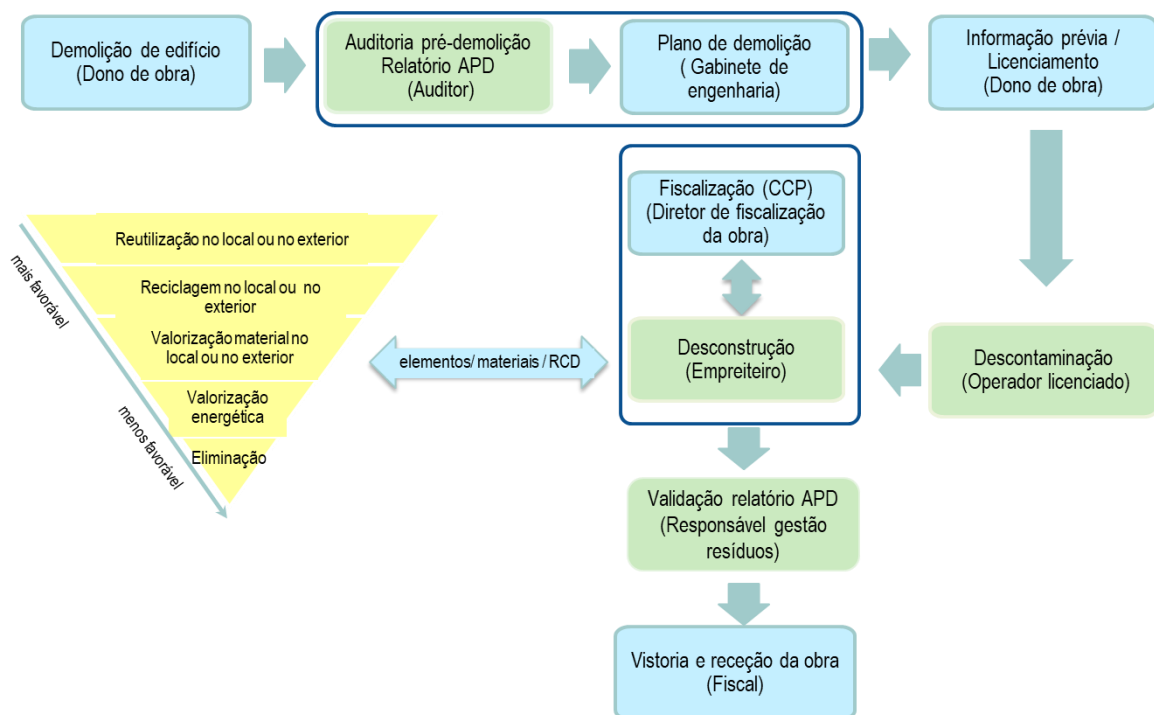 Demolição de edifício
(Dono de obra)
Auditoria pré-demolição
Relatório APD
(Auditor)
Plano de demolição
( Gabinete de
engenharia)
Informação prévia /
Licenciamento
(Dono de obra)
Fiscalização (CCP)
(Diretor de fiscalização
da obra)
Reutilização no local ou no exterior
Reciclagem no local ou no
exterior
Valorização material no
local ou no exterior
Valorização
energética
Eliminação
mais favorável
menos favorável
elementos/ materiais / RCD
Desconstrução
(Empreiteiro)
Descontaminação
(Operador licenciado)
Validação relatório APD
(Responsável gestão
resíduos)
Vistoria e receção da obra
(Fiscal)